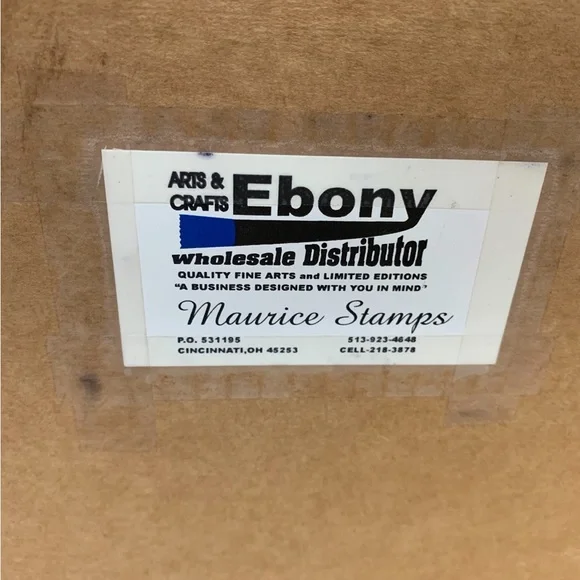 ARTS &
CRAFTS Ebony
Wholesale Distributor
QUALITY FINE ARTS and LIMITED EDITIONS
"A BUSINESS DESIGNED WITH YOU IN MIND"
Maurice Stamps
P.O. 531195 513-923-4648
CINCINNATI,OH 45253 CELL-218-3878